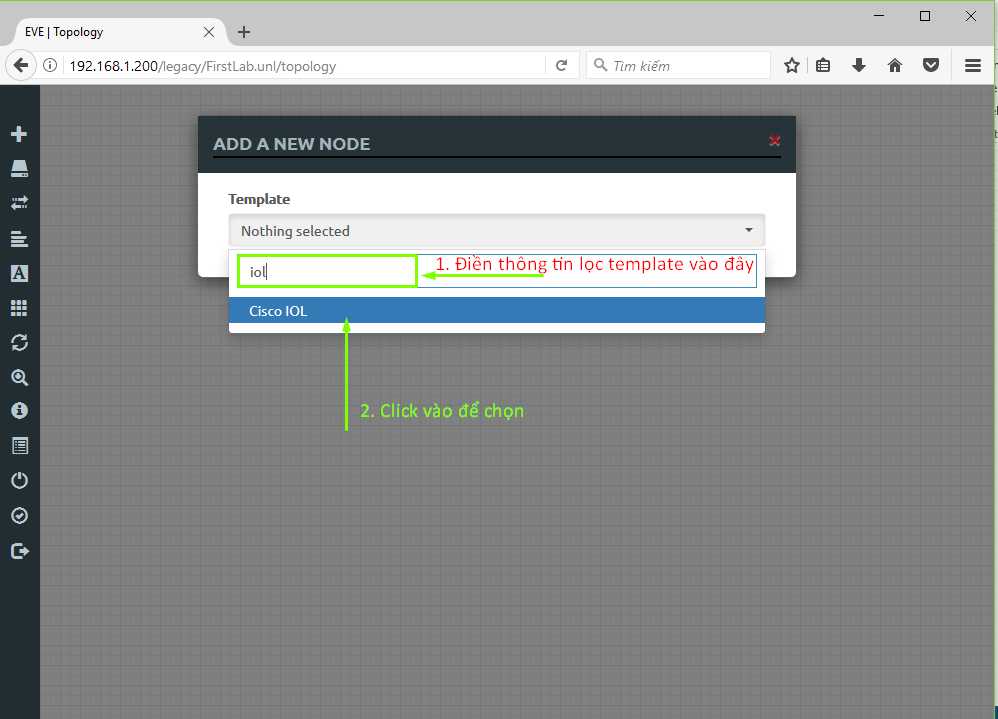 EVE | Topology
192.168.1.200/legacy/FirstLab.unl/topology
Tìm kiếm
ADD A NEW NODE
Template
Nothing selected
iol
1. Điền thông tin lọc template vào đây
Cisco IOL
2. Click vào để chọn